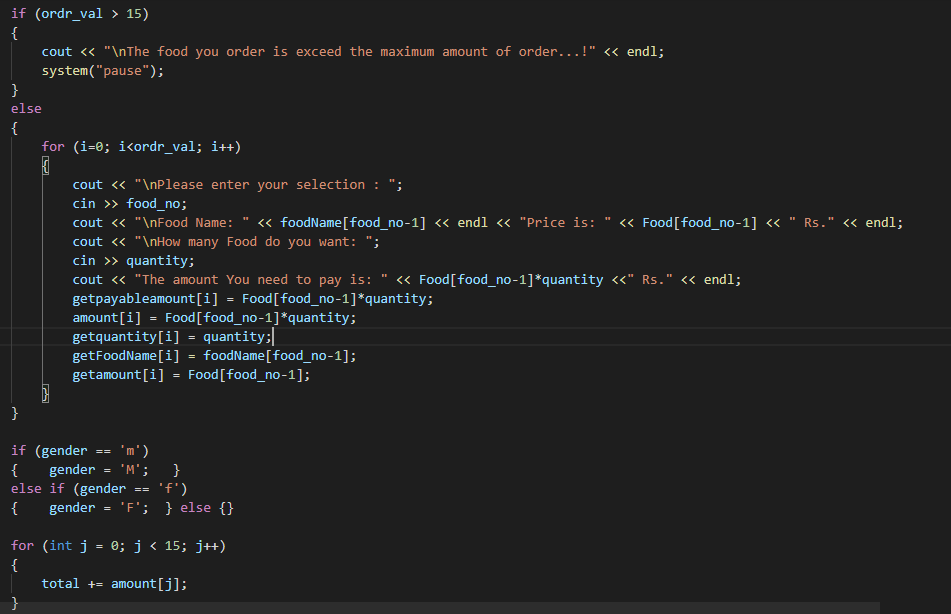 if (ordr_val > 15)
{
    cout << "\nThe food you order is exceed the maximum amount of order...!" << endl;
    system("pause");
}
else
{
    for (i=0; i<ordr_val; i++)
    {
        cout << "\nPlease enter your selection : ";
        cin >> food_no;
        cout << "\nFood Name: " << foodName[food_no-1] << endl << "Price is: " << Food[food_no-1] << " Rs." << endl;
        cout << "\nHow many Food do you want: ";
        cin >> quantity;
        cout << "The amount You need to pay is: " << Food[food_no-1]*quantity <<" Rs." << endl;
        getpayableamount[i] = Food[food_no-1]*quantity;
        amount[i] = Food[food_no-1]*quantity;
        getquantity[i] = quantity;
        getFoodName[i] = foodName[food_no-1];
        getamount[i] = Food[food_no-1];
    }
}

if (gender == 'm')
{    gender = 'M';   }
else if (gender == 'f')
{    gender = 'F';  } else {}

for (int j = 0; j < 15; j++)
{
    total += amount[j];
}